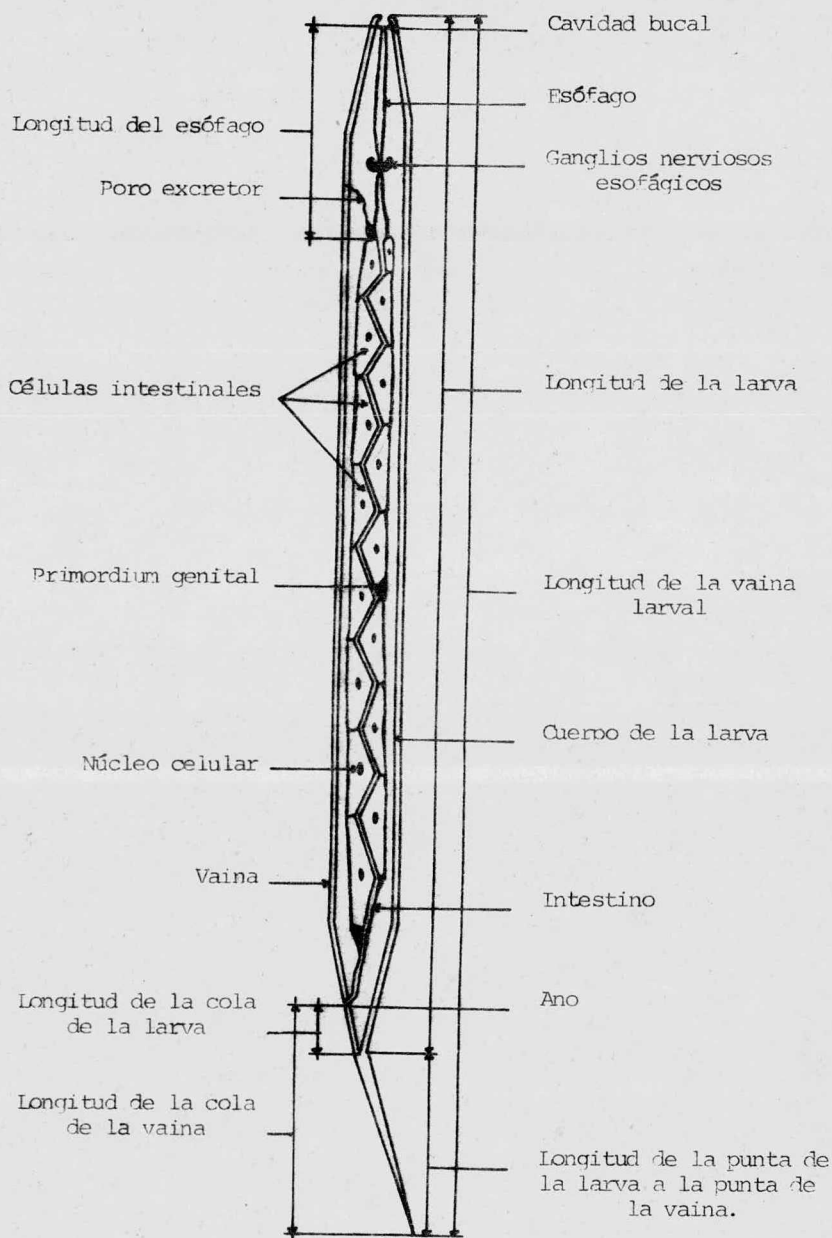 Cavidad bucal
Esófago
Longitud del esófago
Ganglios nerviosos
esofágicos
Poro excretor
Células intestinales
Longitud de la larva
Primordium genital
Longitud de la vaina
larval
Cuerpo de la larva
Núcleo celular
Vaina
Intestino
Longitud de la cola
de la larva
Ano
Longitud de la cola
de la vaina
Longitud de la punta de
la larva a la punta de
la vaina.